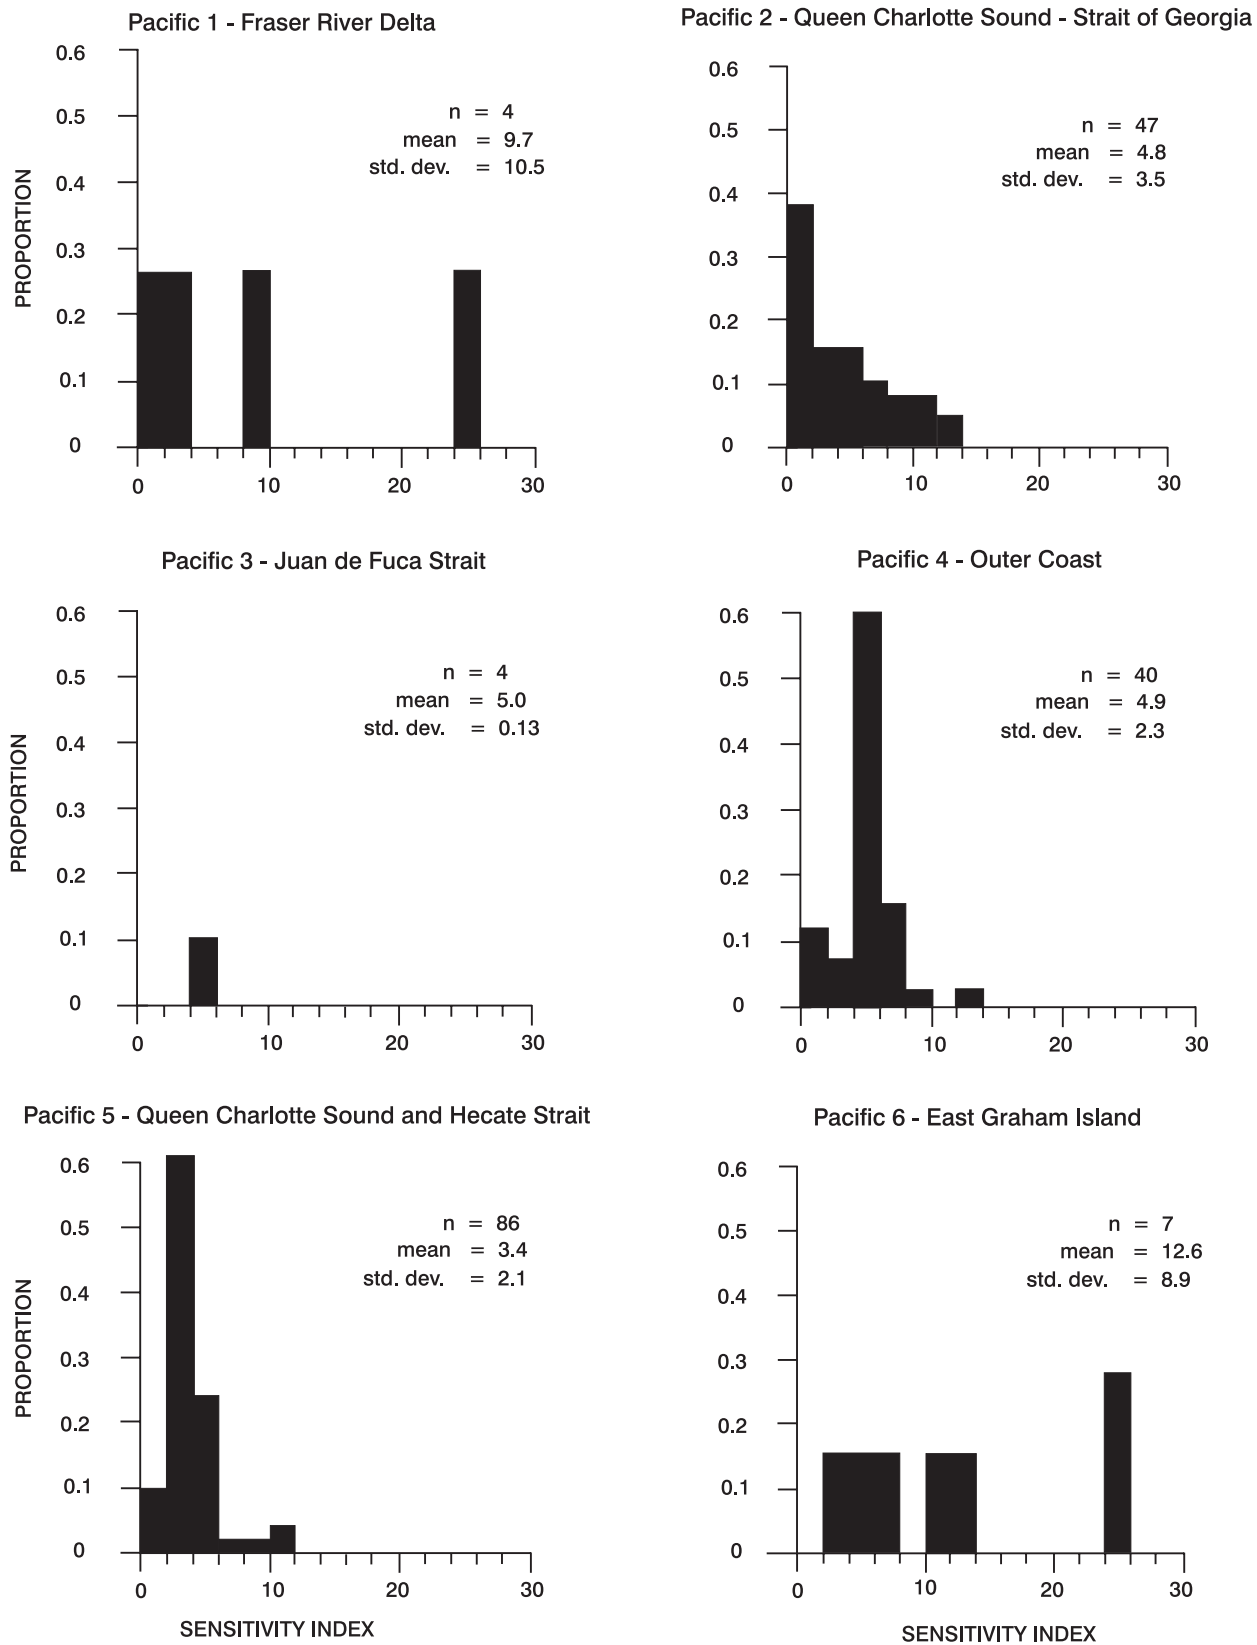 Pacific 1 - Fraser River Delta
PROPORTION
0.6
0.5
0.4
0.3
0.2
0.1
0
n = 4
mean = 9.7
std. dev. = 10.5
0 10 20 30
Pacific 2 - Queen Charlotte Sound - Strait of Georgia
0.6
0.5
0.4
0.3
0.2
0.1
0
n = 47
mean = 4.8
std. dev. = 3.5
0 10 20 30
Pacific 3 - Juan de Fuca Strait
PROPORTION
0.6
0.5
0.4
0.3
0.2
0.1
0
n = 4
mean = 5.0
std. dev. = 0.13
0 10 20 30
Pacific 4 - Outer Coast
0.6
0.5
0.4
0.3
0.2
0.1
0
n = 40
mean = 4.9
std. dev. = 2.3
0 10 20 30
Pacific 5 - Queen Charlotte Sound and Hecate Strait
PROPORTION
0.6
0.5
0.4
0.3
0.2
0.1
0
n = 86
mean = 3.4
std. dev. = 2.1
0 10 20 30
SENSITIVITY INDEX
Pacific 6 - East Graham Island
0.6
0.5
0.4
0.3
0.2
0.1
0
n = 7
mean = 12.6
std. dev. = 8.9
0 10 20 30
SENSITIVITY INDEX